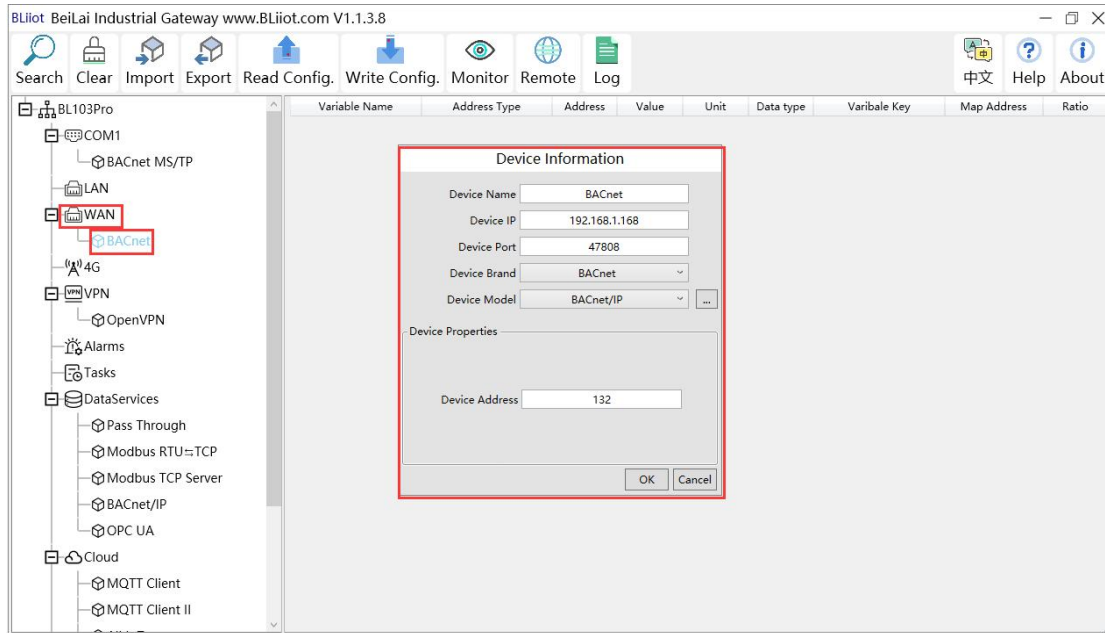 BLiiot BeiLai Industrial Gateway www.BLiiot.com V1.1.3.8
Search Clear Import Export Read Config. Write Config. Monitor Remote Log 中文 Help About
BL103Pro
COM1
BACnet MS/TP
LAN
WAN
BACnet
4G
VPN
VPN
OpenVPN
Alarms
Tasks
DataServices
Pass Through
Modbus RTU⇆TCP
Modbus TCP Server
BACnet/IP
OPC UA
Cloud
MQTT Client
MQTT Client II
Variable Name Address Type Address Value Unit Data type Varibale Key Map Address Ratio
Device Information
Device Name BACnet
Device IP 192.168.1.168
Device Port 47808
Device Brand BACnet
Device Model BACnet/IP ...
Device Properties
Device Address 132
OK Cancel